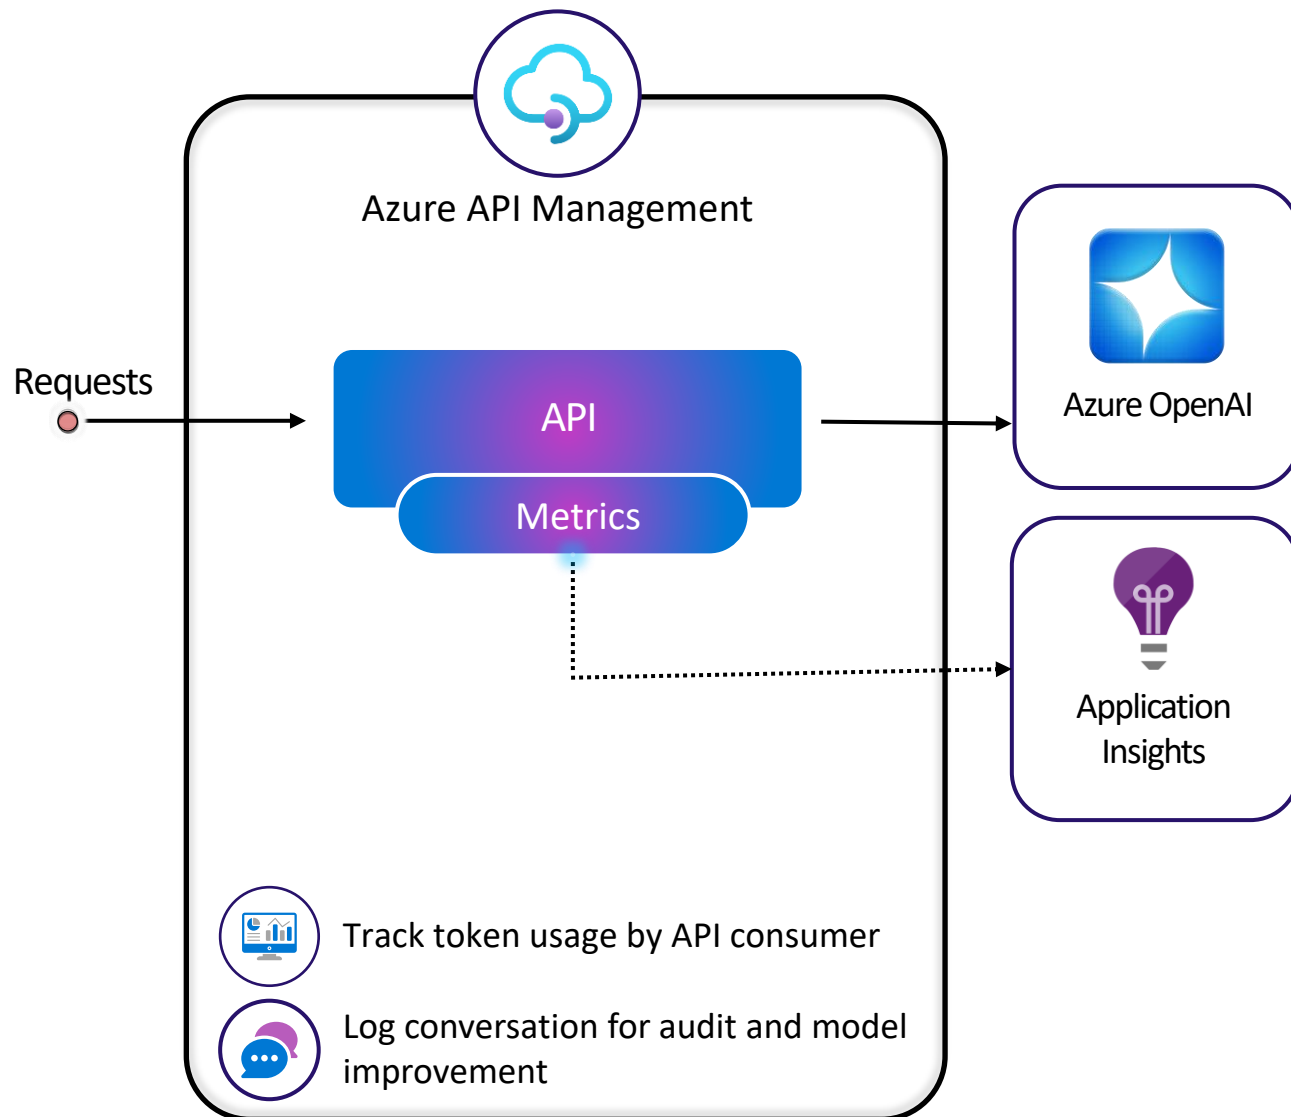 Azure API Management
Requests
API
Metrics
Azure OpenAI
Application
Insights
Track token usage by API consumer
Log conversation for audit and model
improvement